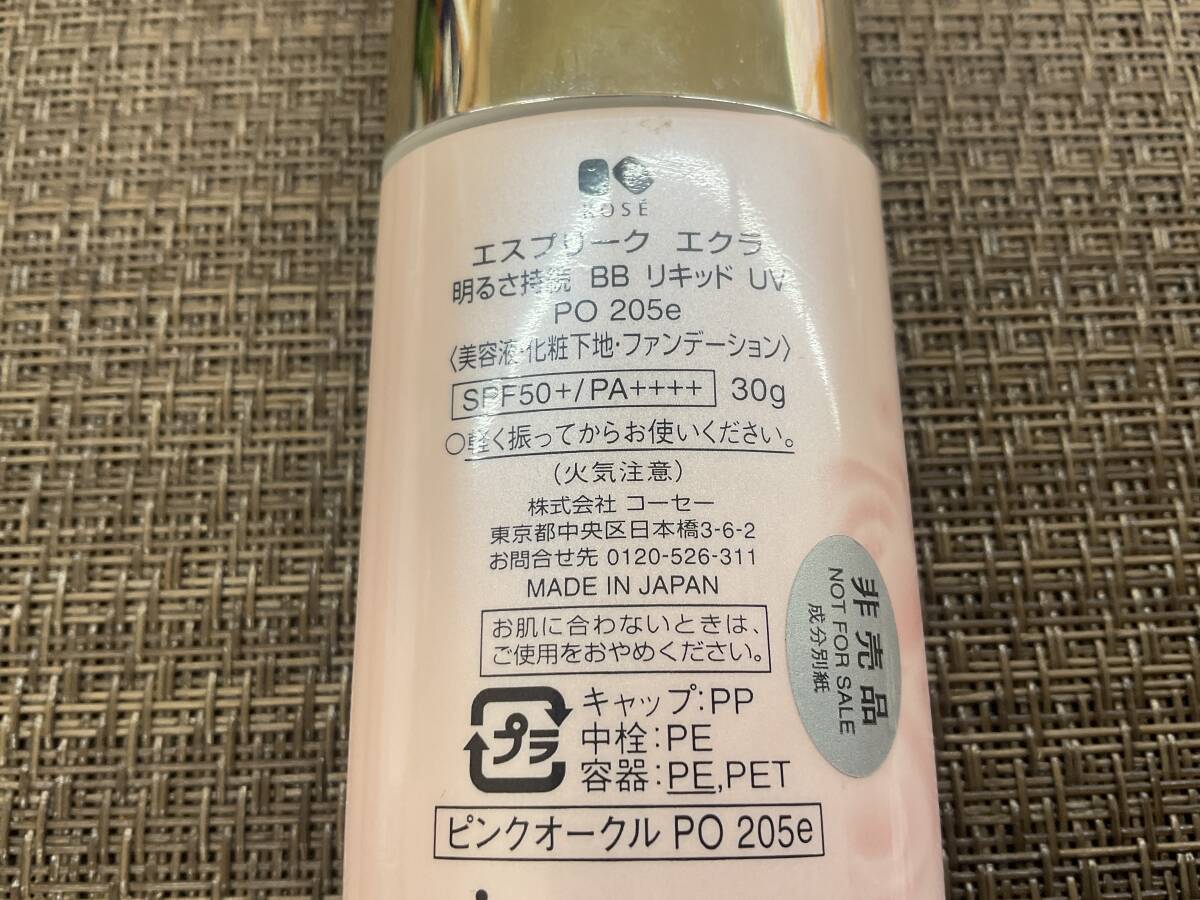 KOSÉ
エスプリーク エクラ
明るさ持続 BB リキッド UV
PO 205e
〈美容液・化粧下地・ファンデーション〉
SPF50+/PA++++ 30g
○軽く振ってからお使いください。
(火気注意)
株式会社 コーセー
東京都中央区日本橋3-6-2
お問合せ先 0120-526-311
MADE IN JAPAN
お肌に合わないときは、
ご使用をおやめください。
プラ
キャップ:PP
中栓:PE
容器:PE,PET
ピンクオークル PO 205e
非売品
NOT FOR SALE
成分別紙